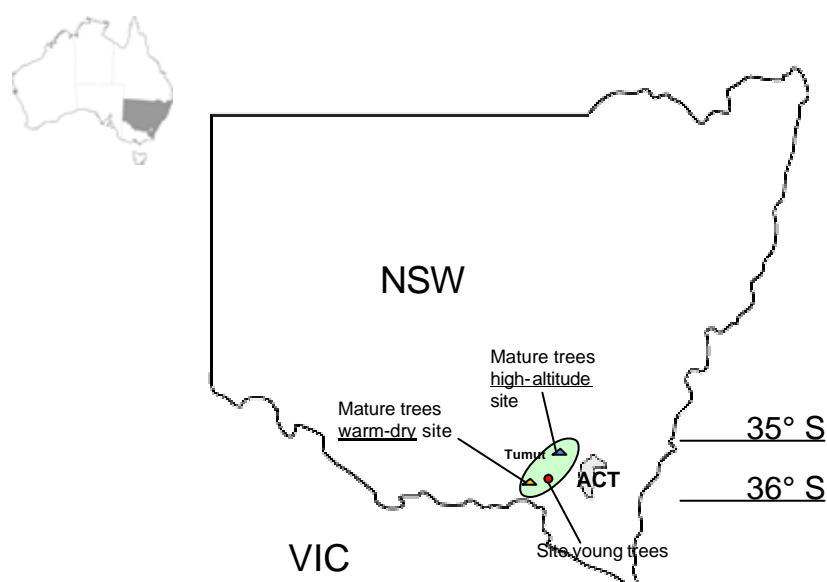 NSW
Mature trees
high-altitude
site
Mature trees
warm-dry site
35° S
Tumut
ACT
36° S
Site young trees
VIC